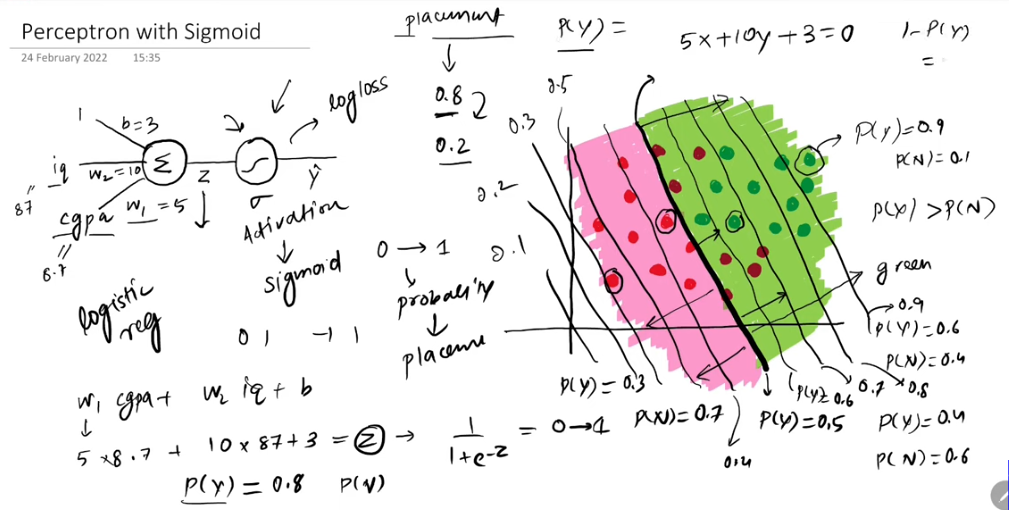 Perceptron with Sigmoid
24 February 2022 15:35
placement
0.8
0.2
P(Y) =
5x+10y+3=0
1-P(Y)
=
1
b=3
iq
w2=10
Σ
z
σ
ŷ
logloss
87
cgpa
w1=5
8.7
Activation
sigmoid
0 → 1
probability
placeme
logistic
reg
0 1 → 1
w1 cgpa + w2 iq + b
5 × 8.7 + 10 × 87 + 3 = z → 1/(1+e^-z) = 0→1
P(Y) = 0.8 P(N)
0.5
0.3
0.2
0.1
P(Y)=0.9
P(N)=0.1
P(Y) > P(N)
green
0.9
P(Y)=0.6
P(N)=0.4
P(Y)=0.3
P(N)=0.7
0.4
P(Y)=0.5
P(Y)=0.6
0.7
0.8
P(Y)=0.4
P(N)=0.6